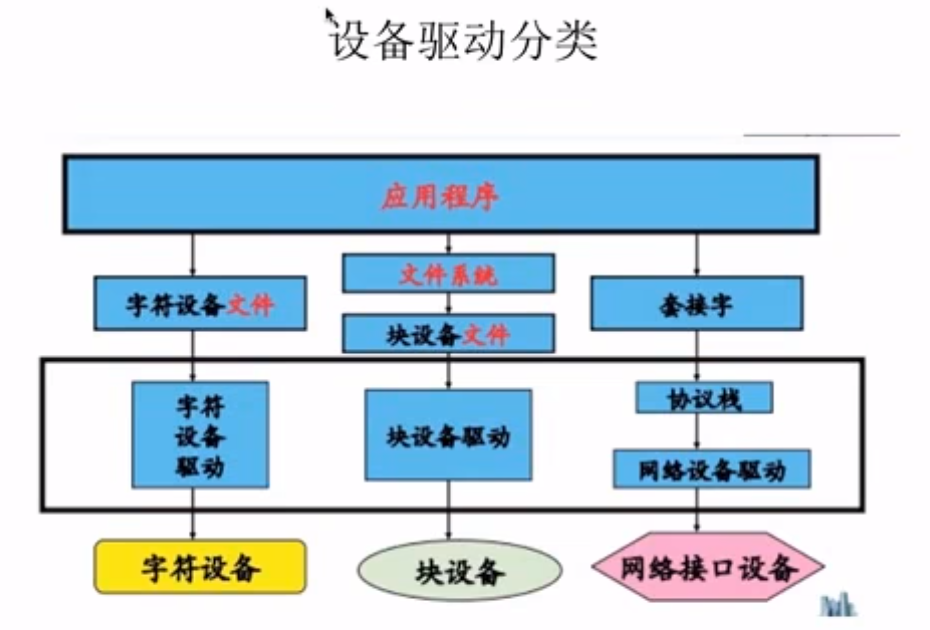 设备驱动分类
应用程序
字符设备文件
文件系统
块设备文件
套接字
字符
设备
驱动
块设备驱动
协议栈
网络设备驱动
字符设备
块设备
网络接口设备